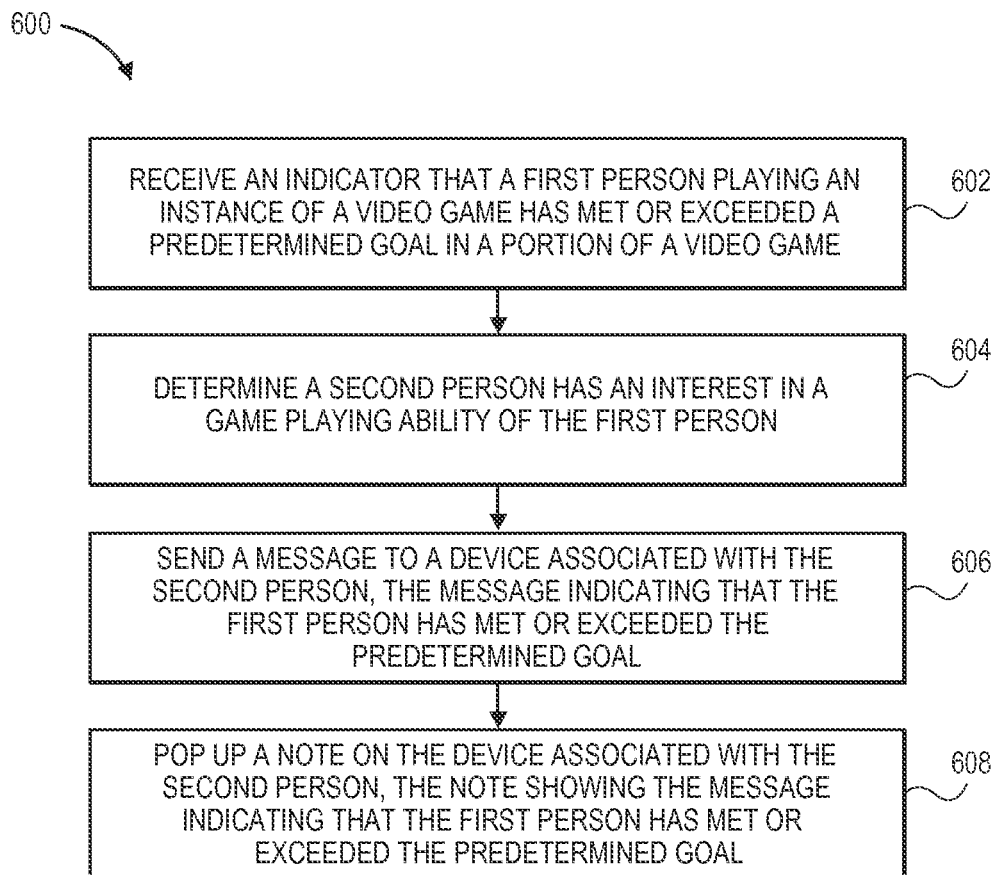 600
RECEIVE AN INDICATOR THAT A FIRST PERSON PLAYING AN
INSTANCE OF A VIDEO GAME HAS MET OR EXCEEDED A
PREDETERMINED GOAL IN A PORTION OF A VIDEO GAME
602
DETERMINE A SECOND PERSON HAS AN INTEREST IN A
GAME PLAYING ABILITY OF THE FIRST PERSON
604
SEND A MESSAGE TO A DEVICE ASSOCIATED WITH THE
SECOND PERSON, THE MESSAGE INDICATING THAT THE
FIRST PERSON HAS MET OR EXCEEDED THE
PREDETERMINED GOAL
606
POP UP A NOTE ON THE DEVICE ASSOCIATED WITH THE
SECOND PERSON, THE NOTE SHOWING THE MESSAGE
INDICATING THAT THE FIRST PERSON HAS MET OR
EXCEEDED THE PREDETERMINED GOAL
608